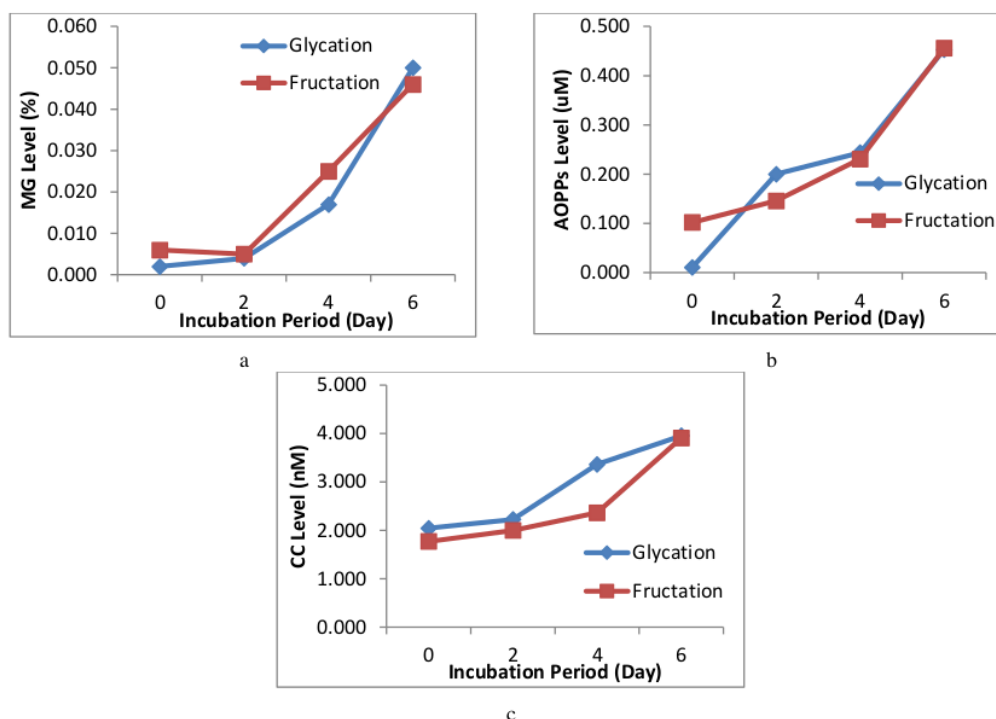 0.060
0.050
0.040
0.030
0.020
0.010
0.000
MG Level (%)
Glycation
Fructation
0 2 4 6
Incubation Period (Day)
a
0.500
0.400
0.300
0.200
0.100
0.000
AOPPs Level (uM)
Glycation
Fructation
0 2 4 6
Incubation Period (Day)
b
5.000
4.000
3.000
2.000
1.000
0.000
CC Level (nM)
Glycation
Fructation
0 2 4 6
Incubation Period (Day)
c